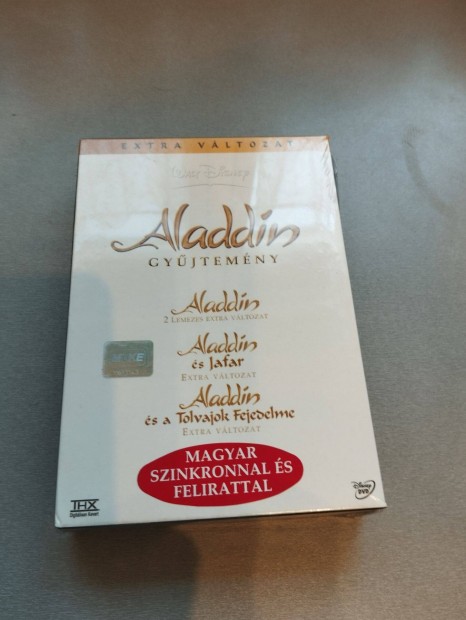 EXTRA VÁLTOZAT
WALT DISNEY
Aladdin
GYŰJTEMÉNY
Aladdin
2 LEMEZES EXTRA VÁLTOZAT
Aladdin
és Jafar
EXTRA VÁLTOZAT
Aladdin
és a Tolvajok Fejedelme
EXTRA VÁLTOZAT
MAGYAR
SZINKRONNAL ÉS
FELIRATTAL
THX
Disney
DVD